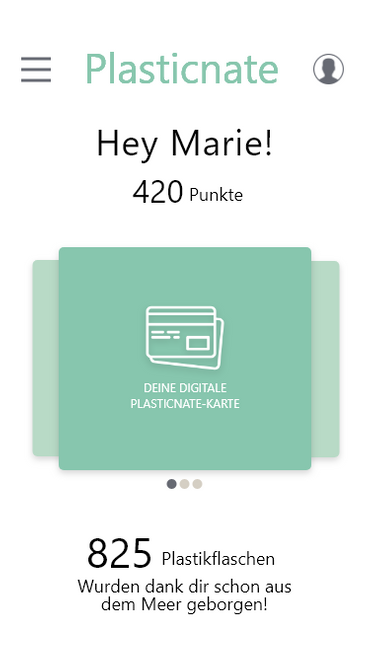 Plasticnate
Hey Marie!
420 Punkte
DEINE DIGITALE
PLASTICNATE-KARTE
825 Plastikflaschen
Wurden dank dir schon aus
dem Meer geborgen!